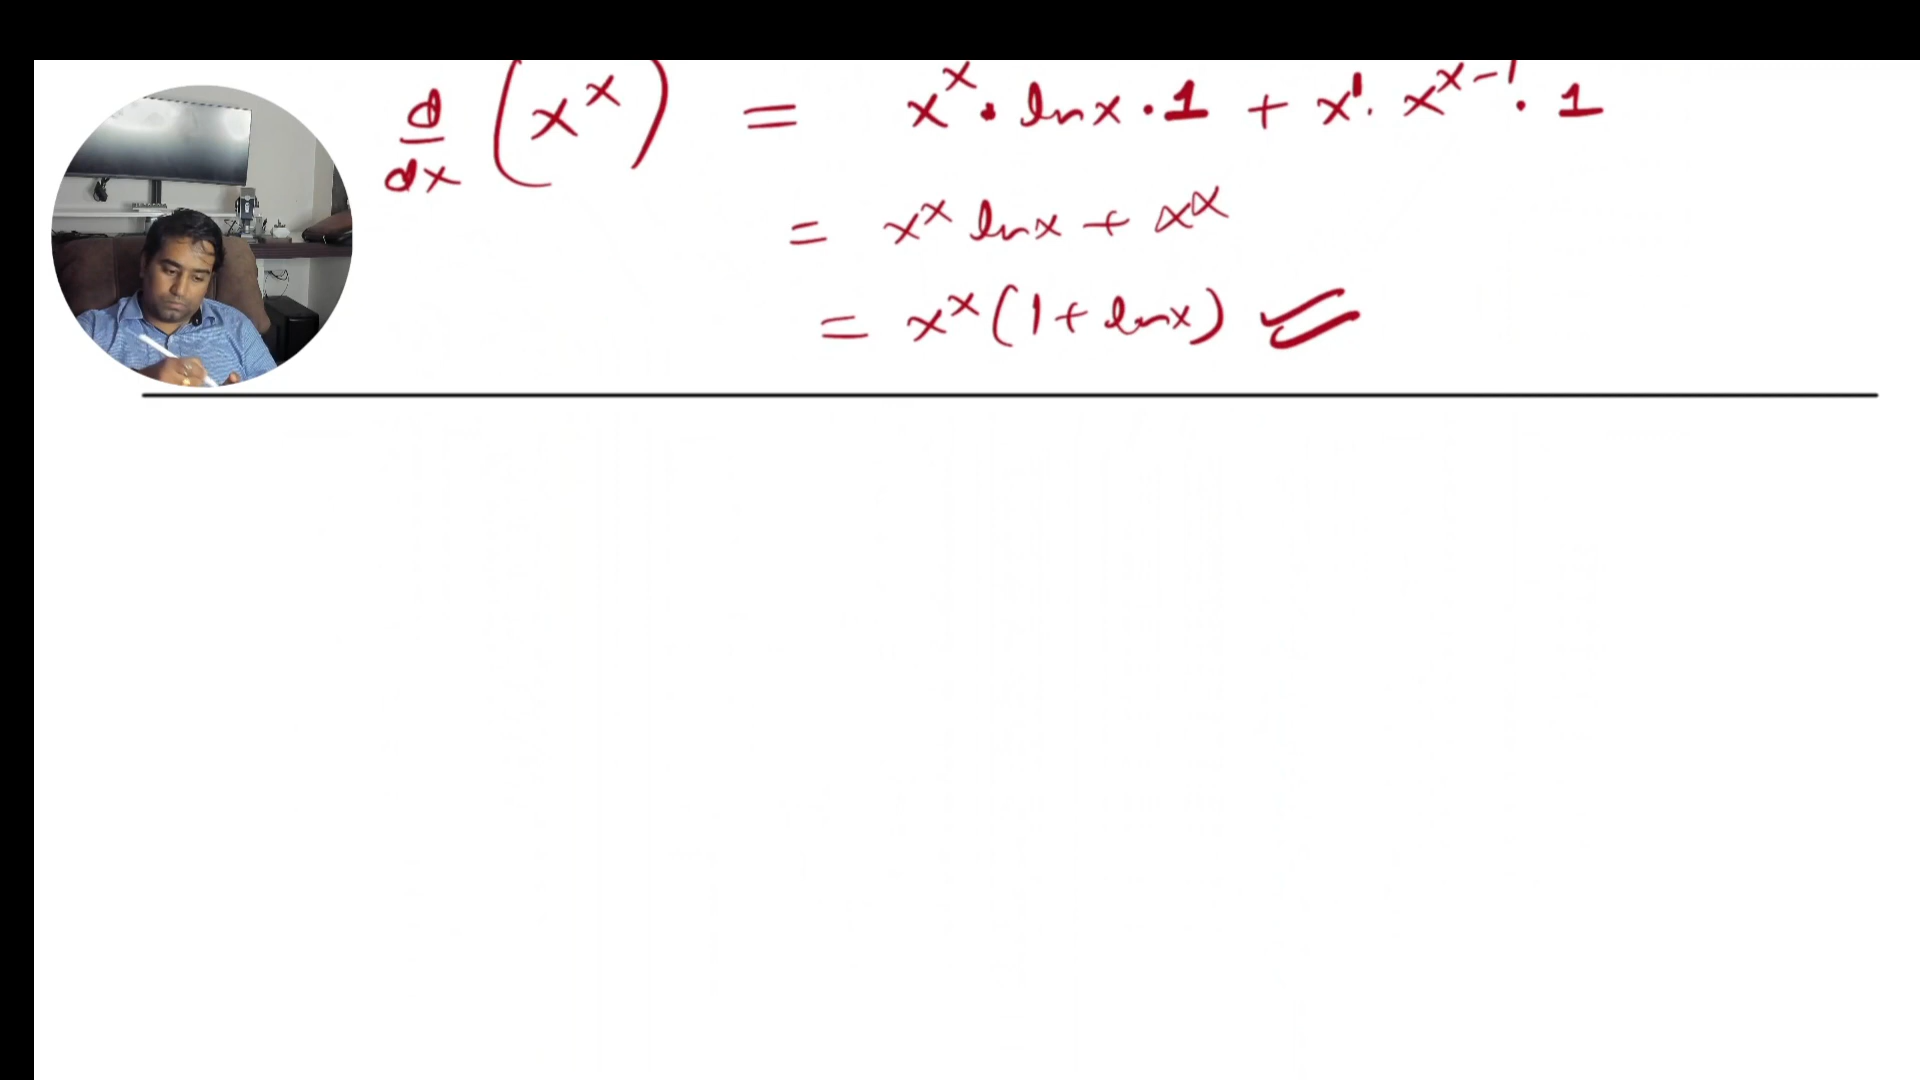 d/dx (x^x) = x^x · ln x · 1 + x^1 · x^(x-1) · 1
= x^x ln x + x^x
= x^x (1 + ln x)